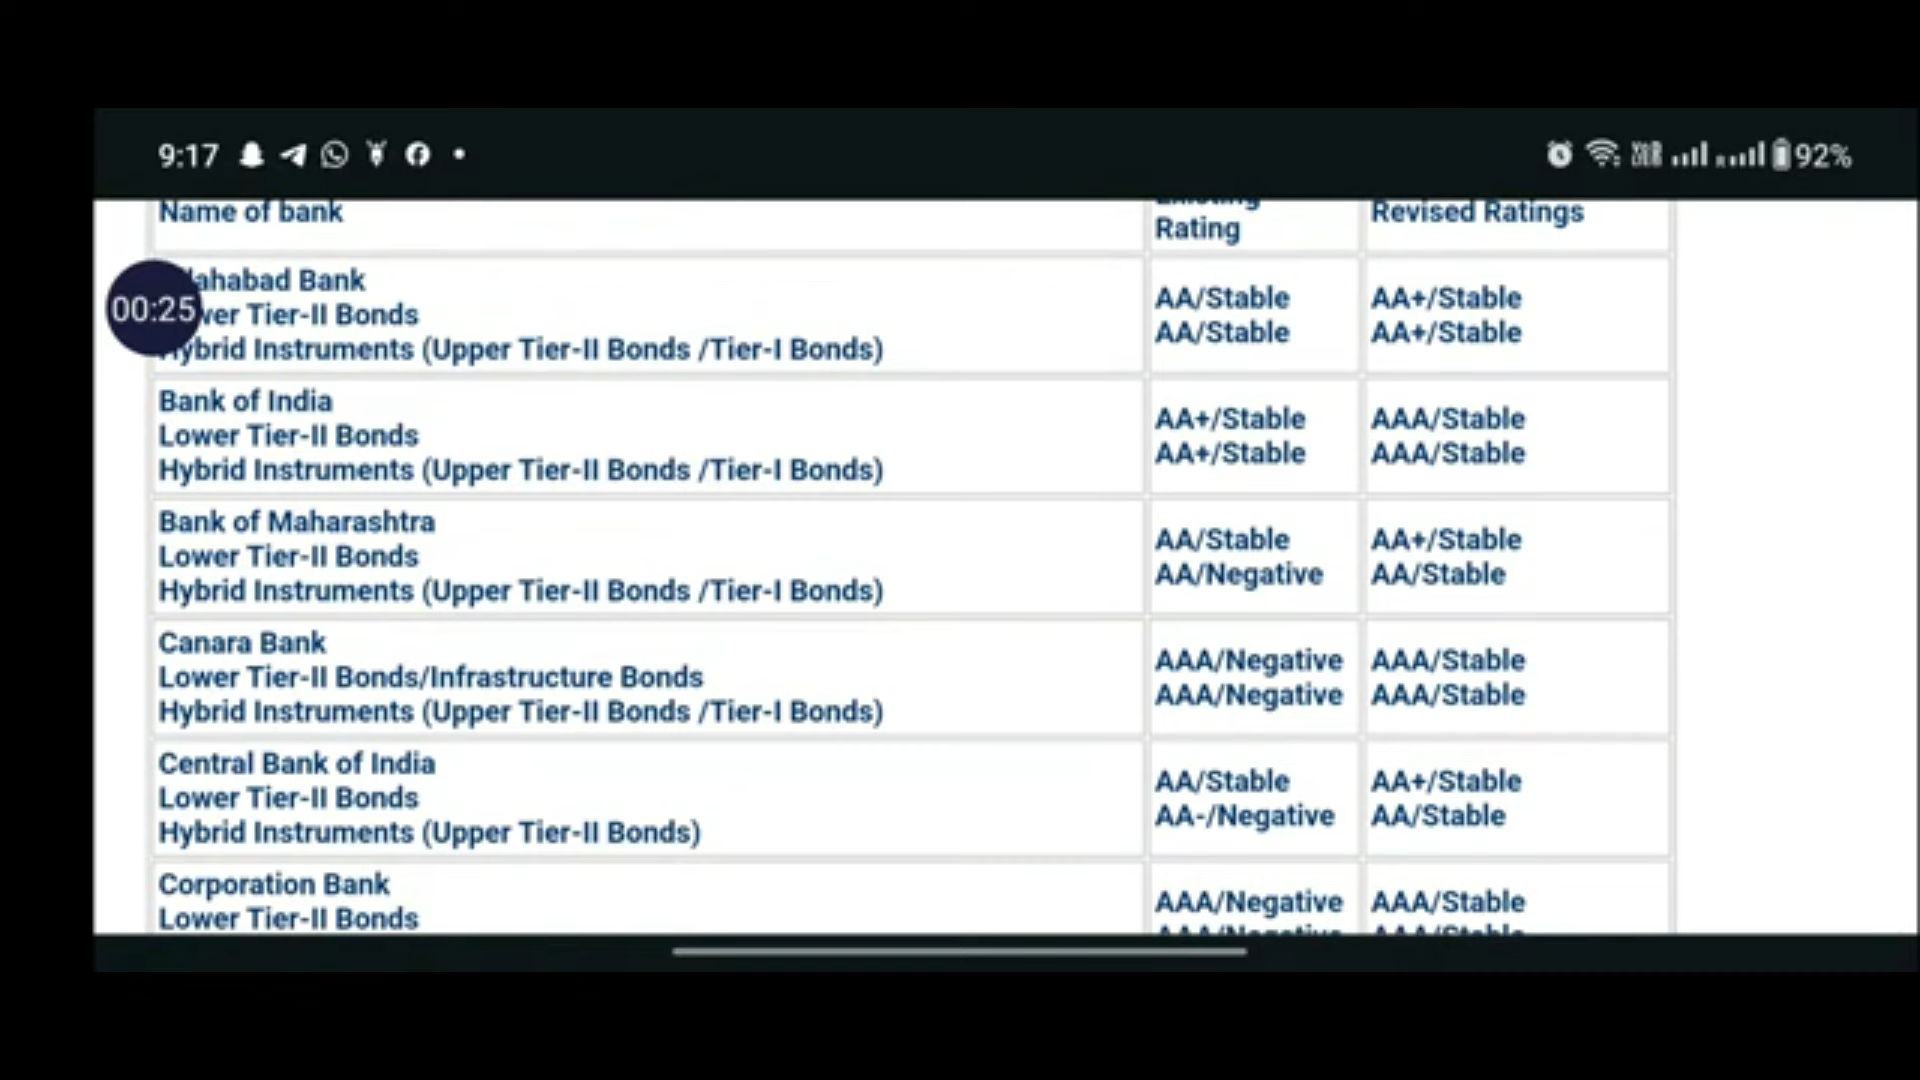 9:17 92%
Name of bank Existing Rating Revised Ratings
00:25
ahabad Bank
wer Tier-II Bonds AA/Stable AA+/Stable
Hybrid Instruments (Upper Tier-II Bonds /Tier-I Bonds) AA/Stable AA+/Stable
Bank of India
Lower Tier-II Bonds AA+/Stable AAA/Stable
Hybrid Instruments (Upper Tier-II Bonds /Tier-I Bonds) AA+/Stable AAA/Stable
Bank of Maharashtra
Lower Tier-II Bonds AA/Stable AA+/Stable
Hybrid Instruments (Upper Tier-II Bonds /Tier-I Bonds) AA/Negative AA/Stable
Canara Bank
Lower Tier-II Bonds/Infrastructure Bonds AAA/Negative AAA/Stable
Hybrid Instruments (Upper Tier-II Bonds /Tier-I Bonds) AAA/Negative AAA/Stable
Central Bank of India
Lower Tier-II Bonds AA/Stable AA+/Stable
Hybrid Instruments (Upper Tier-II Bonds) AA-/Negative AA/Stable
Corporation Bank
Lower Tier-II Bonds AAA/Negative AAA/Stable
AAA/Negative AAA/Stable